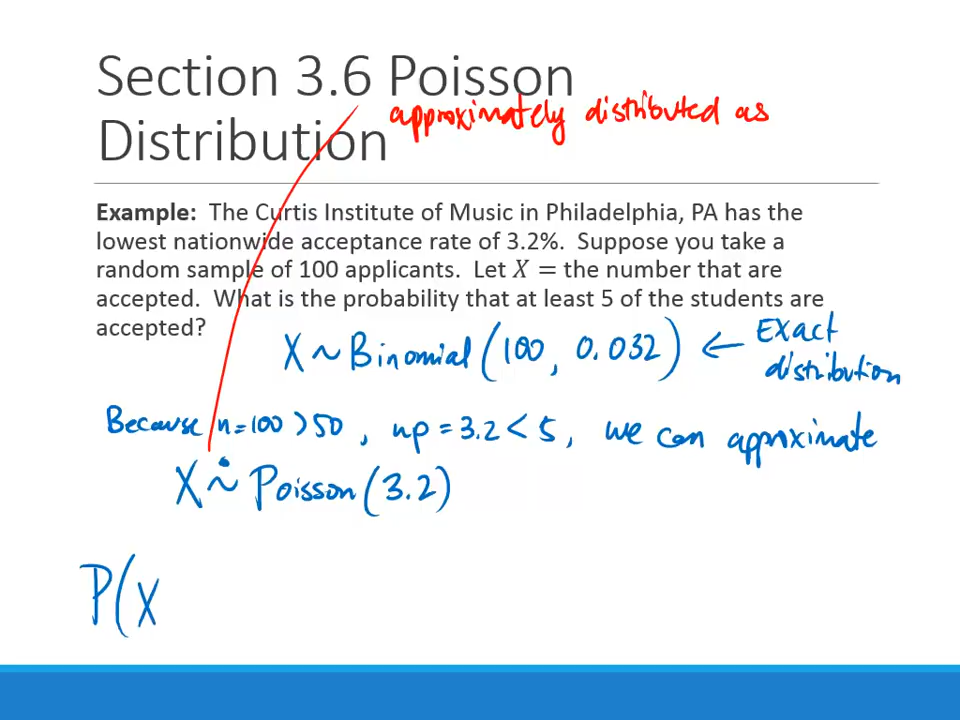 Section 3.6 Poisson
approximately distributed as
Distribution
Example: The Curtis Institute of Music in Philadelphia, PA has the
lowest nationwide acceptance rate of 3.2%. Suppose you take a
random sample of 100 applicants. Let X = the number that are
accepted. What is the probability that at least 5 of the students are
accepted?
X ~ Binomial (100, 0.032) ← Exact
distribution
Because n=100 > 50, np = 3.2 < 5, we can approximate
X ~̇ Poisson (3.2)
P(X